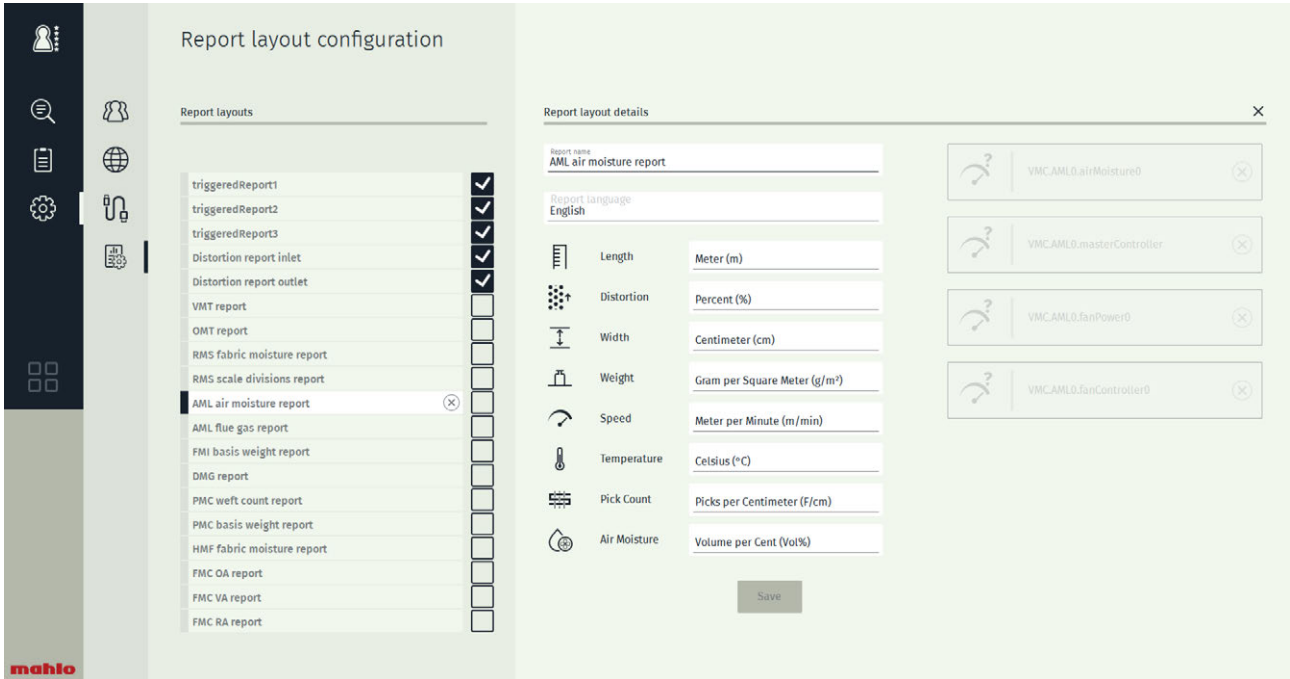 Report layout configuration
Report layouts
triggeredReport1
triggeredReport2
triggeredReport3
Distortion report inlet
Distortion report outlet
VMT report
OMT report
RMS fabric moisture report
RMS scale divisions report
AML air moisture report
AML flue gas report
FMI basis weight report
DMG report
PMC weft count report
PMC basis weight report
HMF fabric moisture report
FMC OA report
FMC VA report
FMC RA report
Report layout details
Report name
AML air moisture report
Report language
English
Length
Meter (m)
Distortion
Percent (%)
Width
Centimeter (cm)
Weight
Gram per Square Meter (g/m²)
Speed
Meter per Minute (m/min)
Temperature
Celsius (°C)
Pick Count
Picks per Centimeter (F/cm)
Air Moisture
Volume per Cent (Vol%)
Save
VMC.AML0.airMoisture0
VMC.AML0.masterController
VMC.AML0.fanPower0
VMC.AML0.fanController0
mahlo